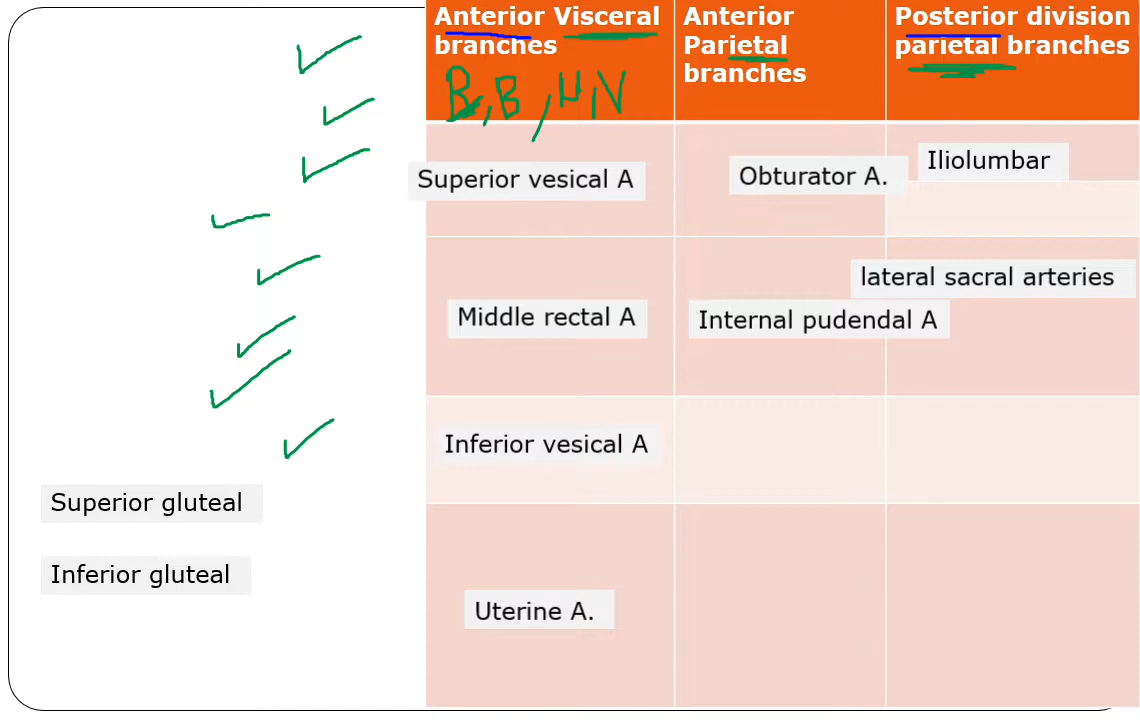 Anterior Visceral
branches
B, B, U, V
Anterior
Parietal
branches
Posterior division
parietal branches
Superior vesical A
Obturator A.
Iliolumbar
lateral sacral arteries
Middle rectal A
Internal pudendal A
Inferior vesical A
Superior gluteal
Inferior gluteal
Uterine A.